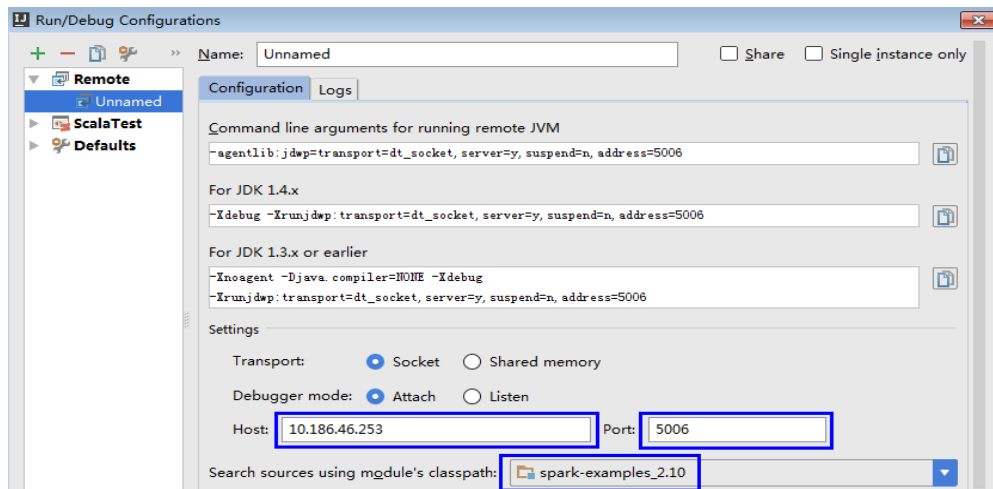 Run/Debug Configurations
Name: Unnamed
Share
Single instance only
Remote
Unnamed
ScalaTest
Defaults
Configuration Logs
Command line arguments for running remote JVM
-agentlib:jdwp=transport=dt_socket,server=y,suspend=n,address=5006
For JDK 1.4.x
-Xdebug -Xrunjdwp:transport=dt_socket,server=y,suspend=n,address=5006
For JDK 1.3.x or earlier
-Xnoagent -Djava.compiler=NONE -Xdebug
-Xrunjdwp:transport=dt_socket,server=y,suspend=n,address=5006
Settings
Transport: Socket Shared memory
Debugger mode: Attach Listen
Host: 10.186.46.253 Port: 5006
Search sources using module's classpath: spark-examples_2.10